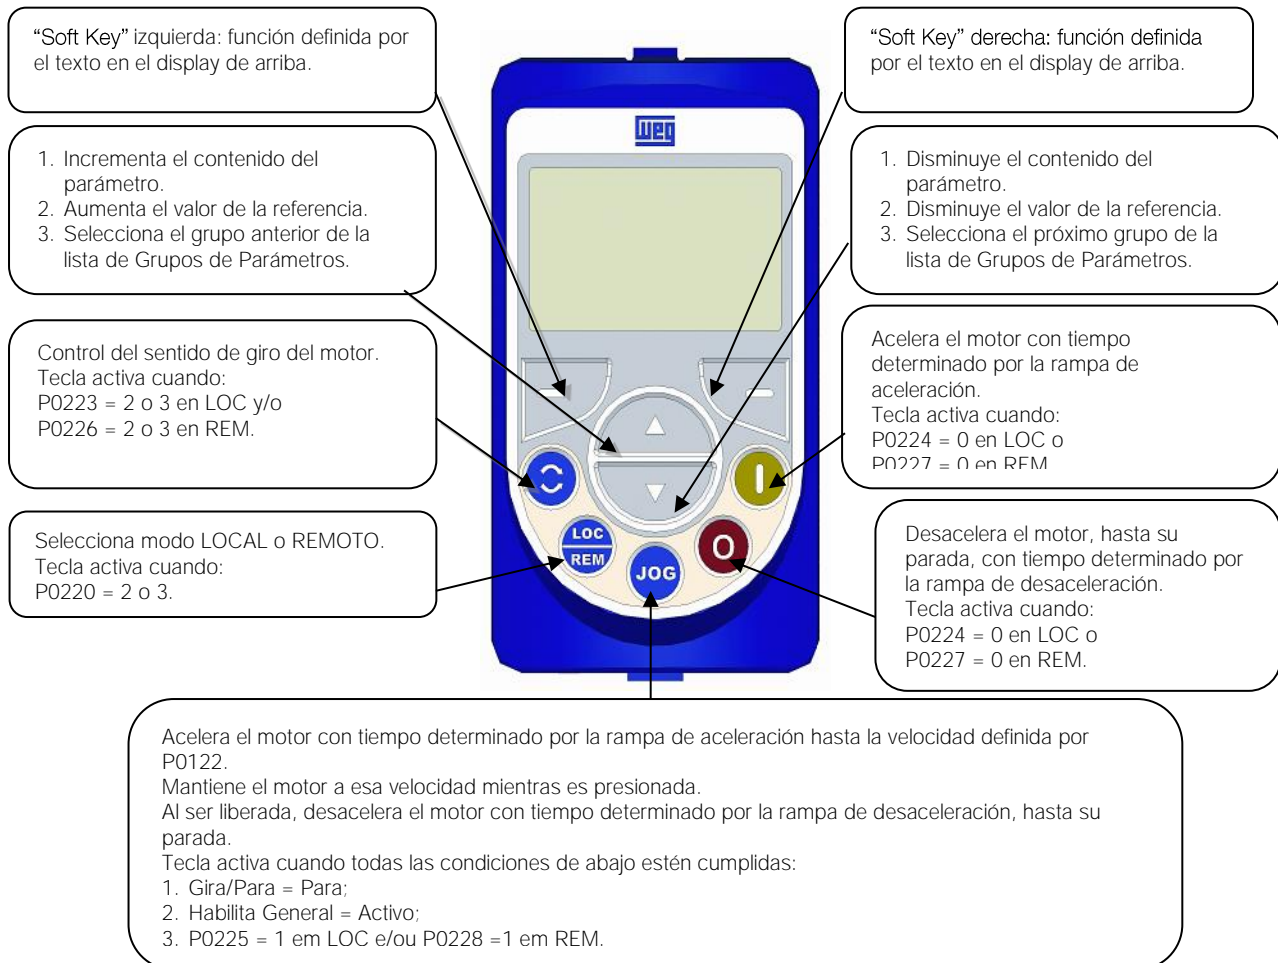 “Soft Key” izquierda: función definida por
el texto en el display de arriba.
“Soft Key” derecha: función definida
por el texto en el display de arriba.
1. Incrementa el contenido del
parámetro.
2. Aumenta el valor de la referencia.
3. Selecciona el grupo anterior de la
lista de Grupos de Parámetros.
1. Disminuye el contenido del
parámetro.
2. Disminuye el valor de la referencia.
3. Selecciona el próximo grupo de la
lista de Grupos de Parámetros.
Control del sentido de giro del motor.
Tecla activa cuando:
P0223 = 2 o 3 en LOC y/o
P0226 = 2 o 3 en REM.
Acelera el motor con tiempo
determinado por la rampa de
aceleración.
Tecla activa cuando:
P0224 = 0 en LOC o
P0227 = 0 en REM
Selecciona modo LOCAL o REMOTO.
Tecla activa cuando:
P0220 = 2 o 3.
Desacelera el motor, hasta su
parada, con tiempo determinado por
la rampa de desaceleración.
Tecla activa cuando:
P0224 = 0 en LOC o
P0227 = 0 en REM.
weg
I
LOC
REM
JOG
O
Acelera el motor con tiempo determinado por la rampa de aceleración hasta la velocidad definida por
P0122.
Mantiene el motor a esa velocidad mientras es presionada.
Al ser liberada, desacelera el motor con tiempo determinado por la rampa de desaceleración, hasta su
parada.
Tecla activa cuando todas las condiciones de abajo estén cumplidas:
1. Gira/Para = Para;
2. Habilita General = Activo;
3. P0225 = 1 em LOC e/ou P0228 =1 em REM.